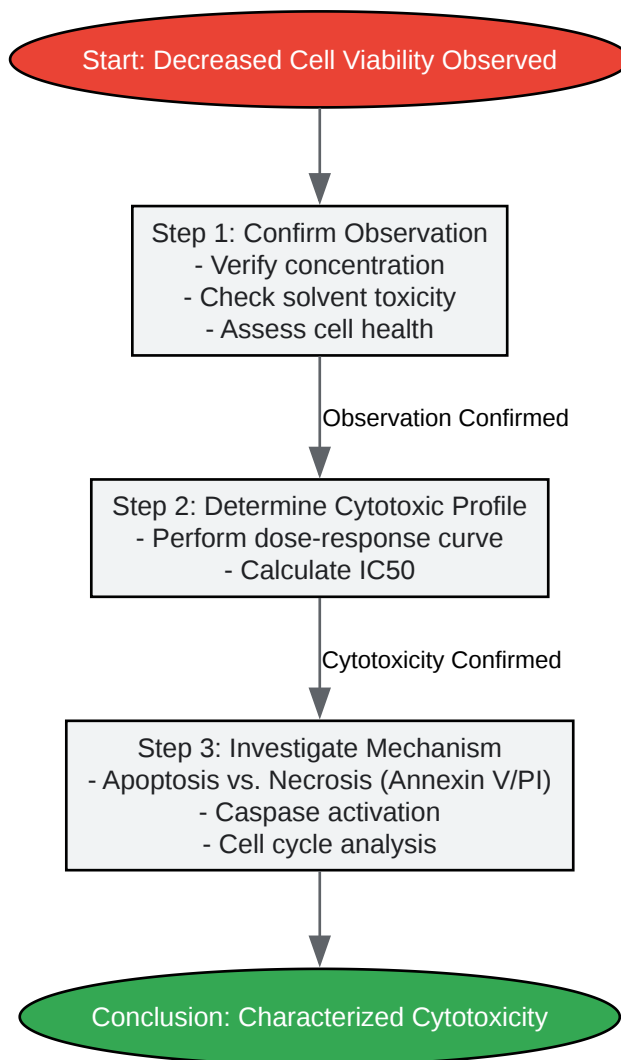 Start: Decreased Cell Viability Observed
Step 1: Confirm Observation
- Verify concentration
- Check solvent toxicity
- Assess cell health
Observation Confirmed
Step 2: Determine Cytotoxic Profile
- Perform dose-response curve
- Calculate IC50
Cytotoxicity Confirmed
Step 3: Investigate Mechanism
- Apoptosis vs. Necrosis (Annexin V/PI)
- Caspase activation
- Cell cycle analysis
Conclusion: Characterized Cytotoxicity